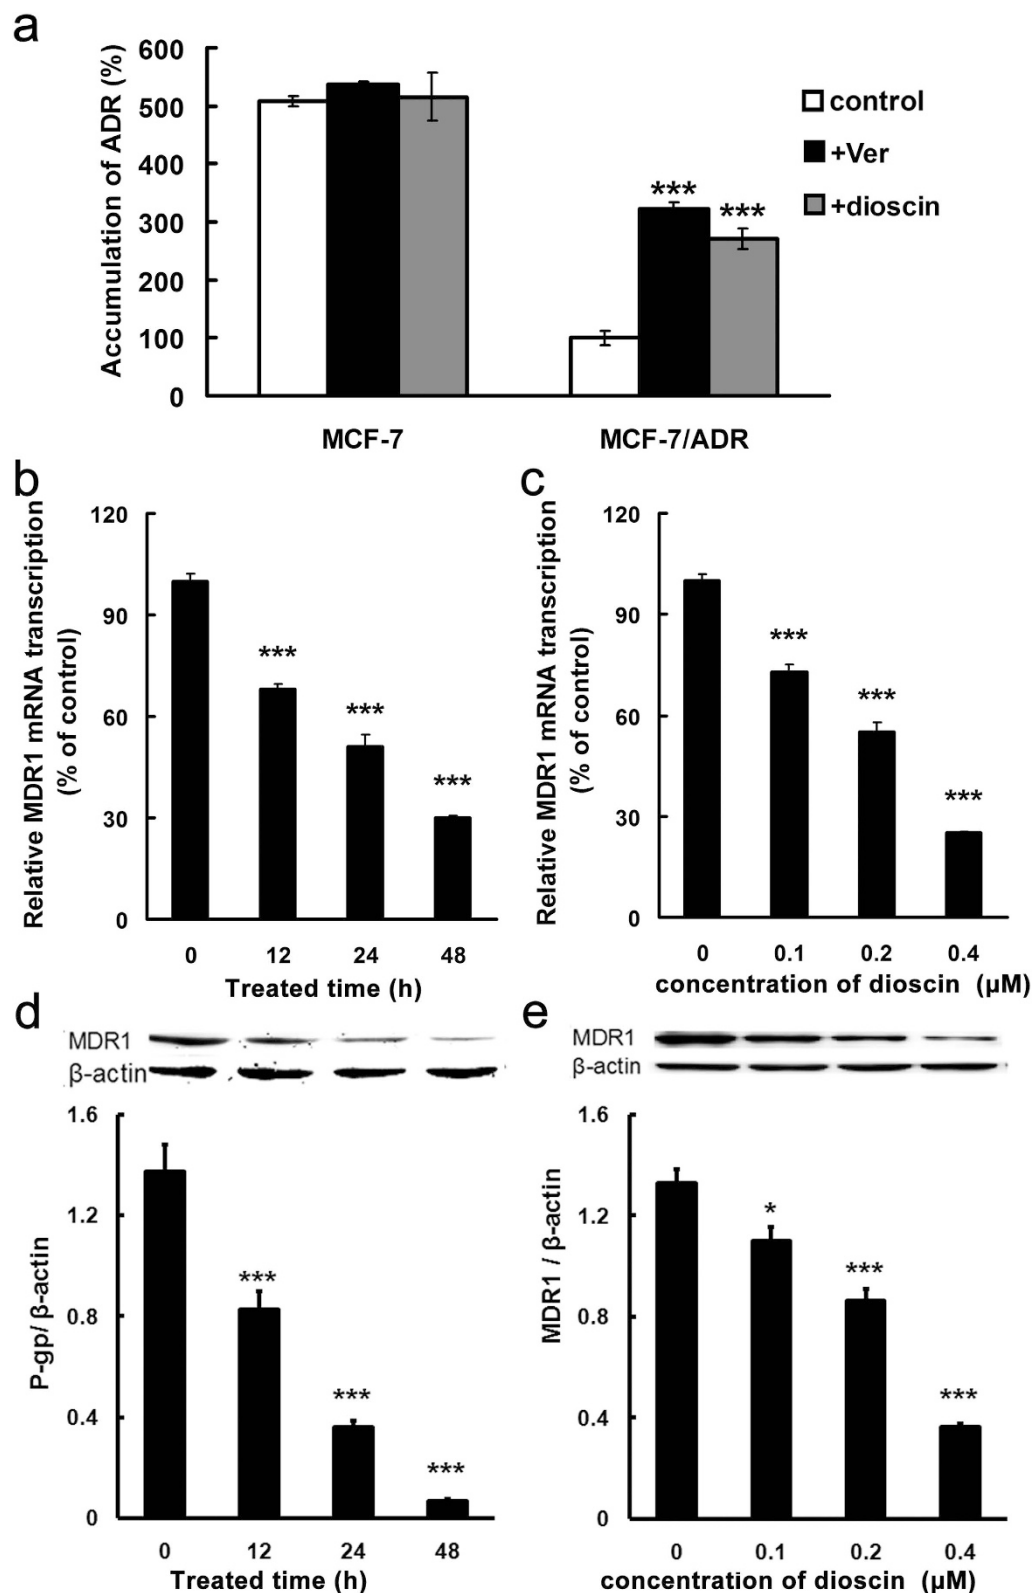 a
Accumulation of ADR (%)
600
500
400
300
200
100
0
control
+Ver
+dioscin
***
***
MCF-7
MCF-7/ADR
b
Relative MDR1 mRNA transcription
(% of control)
120
90
60
30
0
***
***
***
0 12 24 48
Treated time (h)
c
Relative MDR1 mRNA transcription
(% of control)
120
90
60
30
0
***
***
***
0 0.1 0.2 0.4
concentration of dioscin (μM)
d
MDR1
β-actin
P-gp/ β-actin
1.6
1.2
0.8
0.4
0
***
***
***
0 12 24 48
Treated time (h)
e
MDR1
β-actin
MDR1 / β-actin
1.6
1.2
0.8
0.4
0
*
***
***
0 0.1 0.2 0.4
concentration of dioscin (μM)